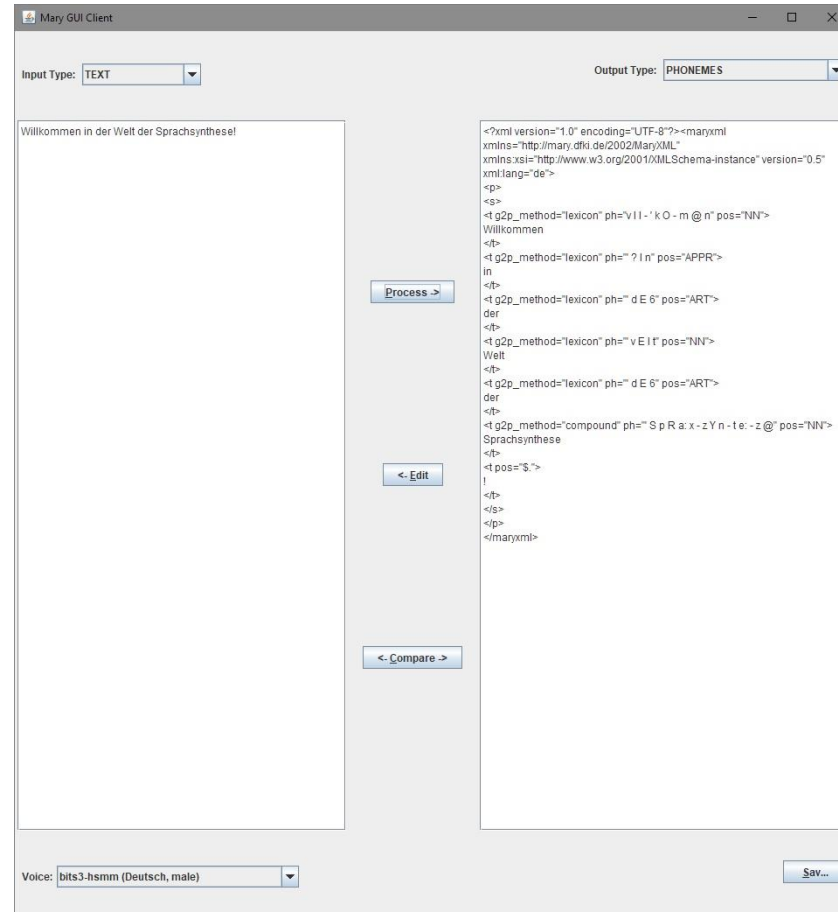 Mary GUI Client
Input Type: TEXT
Output Type: PHONEMES
Willkommen in der Welt der Sprachsynthese!
<?xml version="1.0" encoding="UTF-8"?><maryxml
xmlns="http://mary.dfki.de/2002/MaryXML"
xmlns:xsi="http://www.w3.org/2001/XMLSchema-instance" version="0.5"
xml:lang="de">
<p>
<s>
<t g2p_method="lexicon" ph="v I l - ' k O - m @ n" pos="NN">
Willkommen
</t>
<t g2p_method="lexicon" ph="' ? I n" pos="APPR">
in
</t>
<t g2p_method="lexicon" ph="' d E 6" pos="ART">
der
</t>
<t g2p_method="lexicon" ph="' v E l t" pos="NN">
Welt
</t>
<t g2p_method="lexicon" ph="' d E 6" pos="ART">
der
</t>
<t g2p_method="compound" ph="' S p R a: x - z Y n - t e: - z @" pos="NN">
Sprachsynthese
</t>
<t pos="$.">
!
</t>
</s>
</p>
</maryxml>
Process ->
<- Edit
<- Compare ->
Voice: bits3-hsmm (Deutsch, male)
Sav...